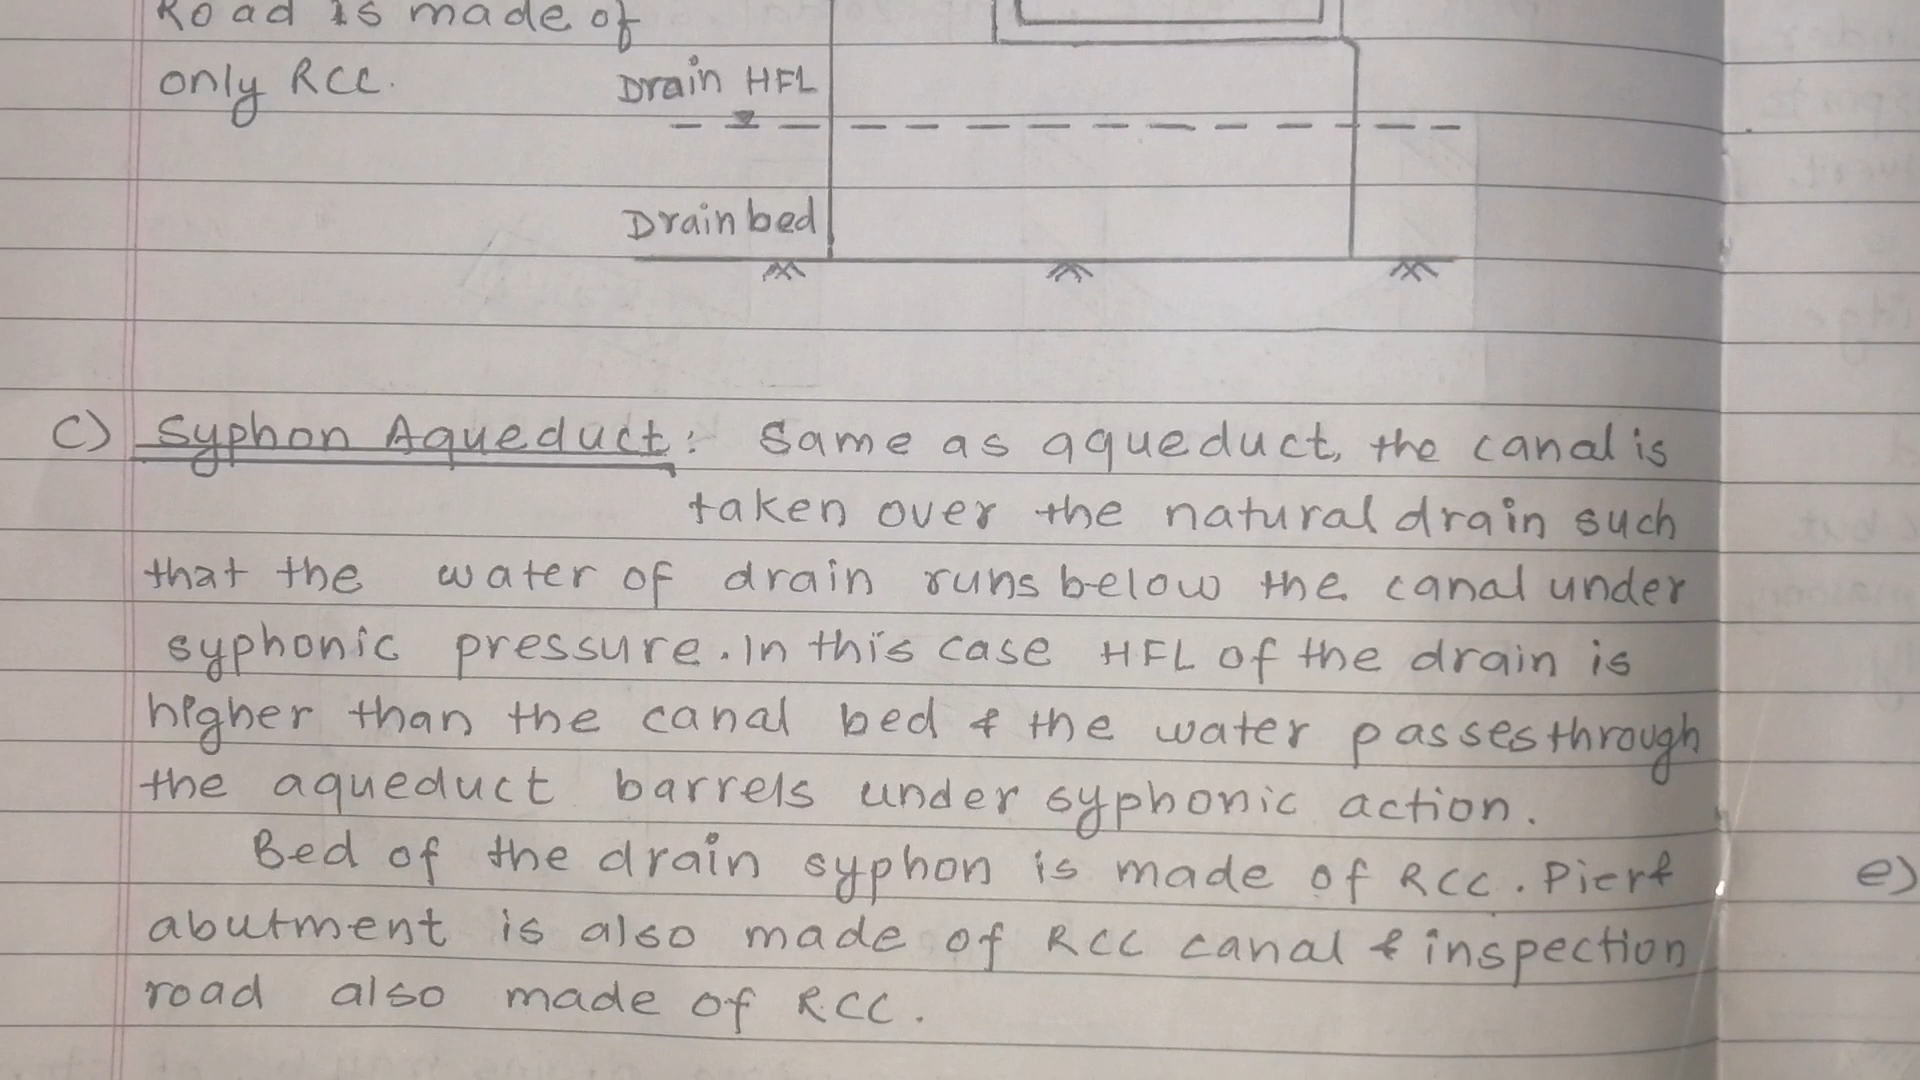 Road is made of
only RCC.
Drain HFL
Drain bed
c) Syphon Aqueduct: Same as aqueduct, the canal is
taken over the natural drain such
that the water of drain runs below the canal under
syphonic pressure. In this case HFL of the drain is
higher than the canal bed & the water passes through
the aqueduct barrels under syphonic action.
Bed of the drain syphon is made of RCC. Pier &
abutment is also made of RCC canal & inspection
road also made of RCC.
e)